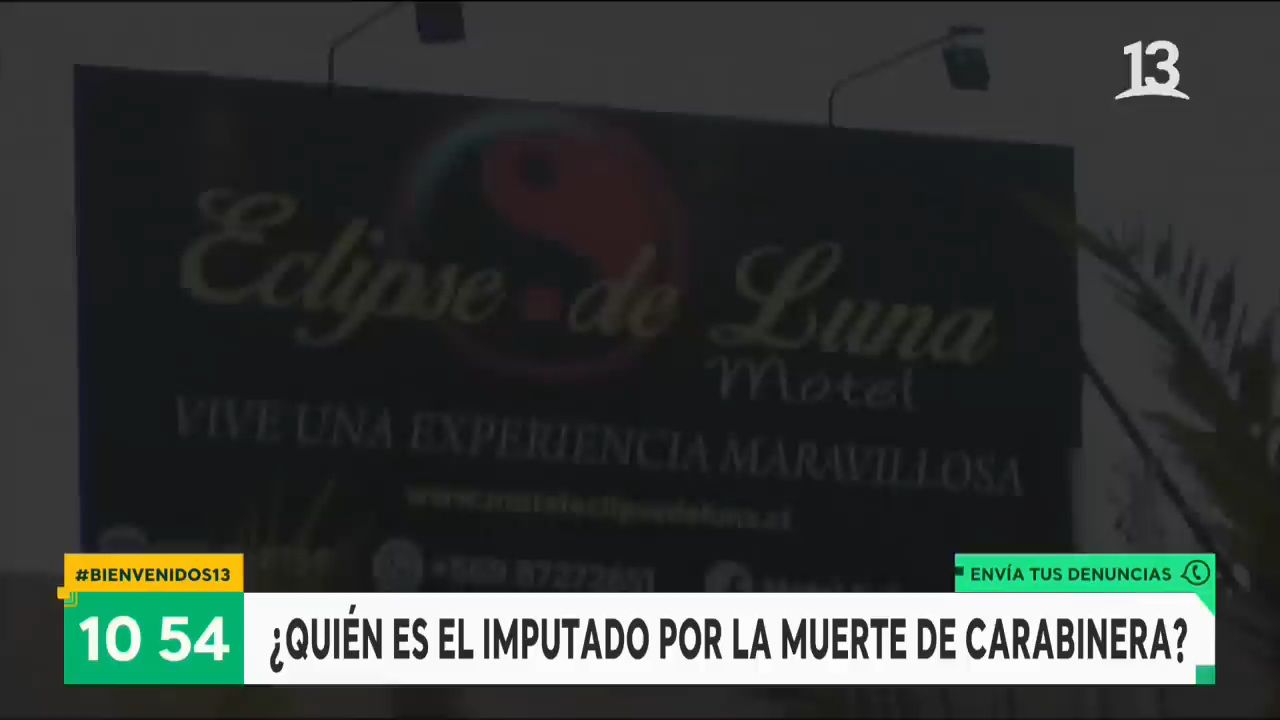 13
Eclipse de Luna
Motel
VIVE UNA EXPERIENCIA MARAVILLOSA
#BIENVENIDOS13
ENVÍA TUS DENUNCIAS
10 54
¿QUIÉN ES EL IMPUTADO POR LA MUERTE DE CARABINERA?